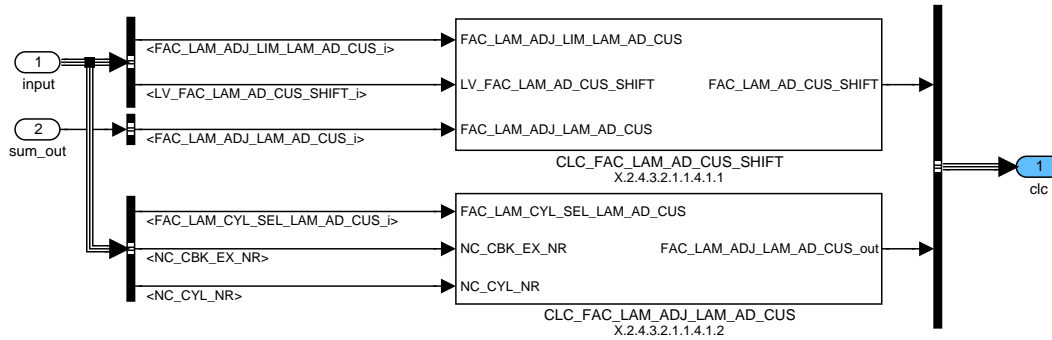 1
input
2
sum_out
<FAC_LAM_ADJ_LIM_LAM_AD_CUS_i>
<LV_FAC_LAM_AD_CUS_SHIFT_i>
<FAC_LAM_ADJ_LAM_AD_CUS_i>
FAC_LAM_ADJ_LIM_LAM_AD_CUS
LV_FAC_LAM_AD_CUS_SHIFT
FAC_LAM_AD_CUS_SHIFT
FAC_LAM_ADJ_LAM_AD_CUS
CLC_FAC_LAM_AD_CUS_SHIFT
X.2.4.3.2.1.1.4.1.1
<FAC_LAM_CYL_SEL_LAM_AD_CUS_i>
<NC_CBK_EX_NR>
<NC_CYL_NR>
FAC_LAM_CYL_SEL_LAM_AD_CUS
NC_CBK_EX_NR
FAC_LAM_ADJ_LAM_AD_CUS_out
NC_CYL_NR
CLC_FAC_LAM_ADJ_LAM_AD_CUS
X.2.4.3.2.1.1.4.1.2
1
clc